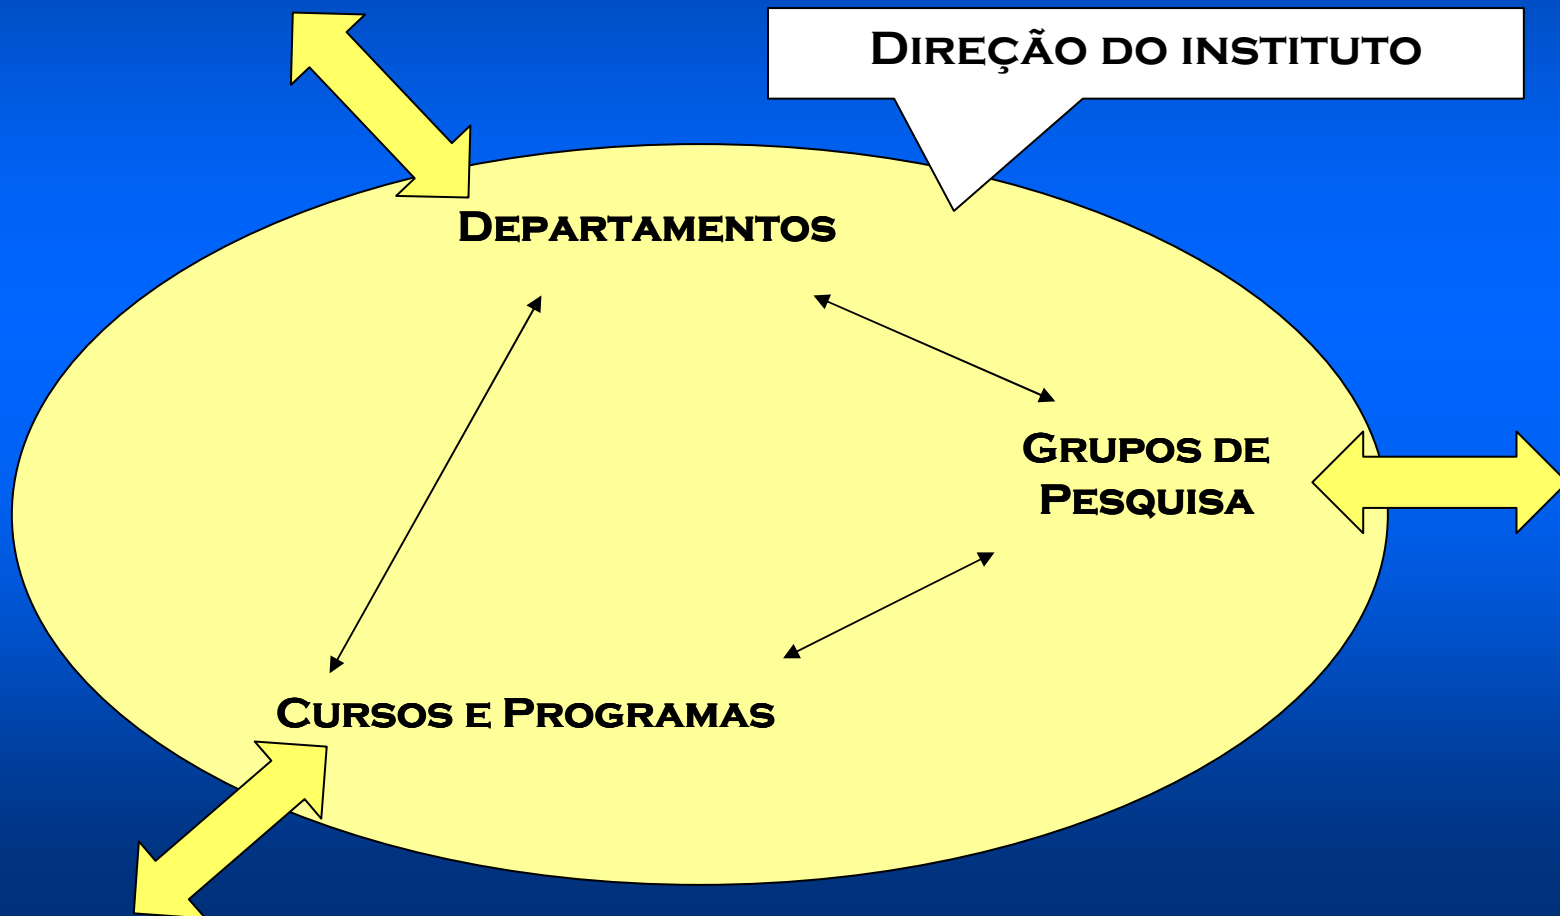 Direção do instituto
Departamentos
Grupos de
Pesquisa
Cursos e Programas